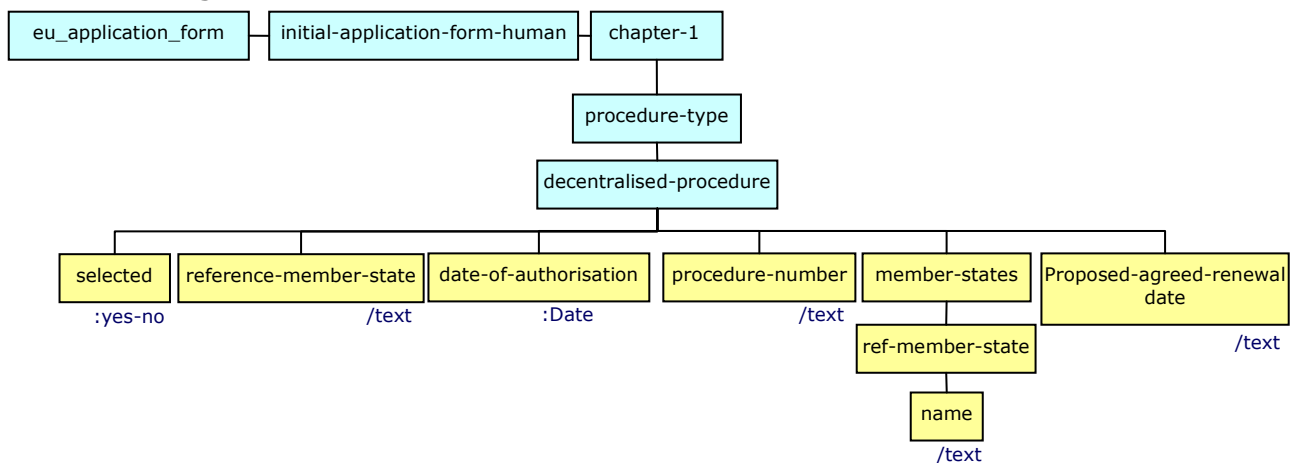 eu_application_form
initial-application-form-human
chapter-1
procedure-type
decentralised-procedure
selected
:yes-no
reference-member-state
/text
date-of-authorisation
:Date
procedure-number
/text
member-states
ref-member-state
name
/text
Proposed-agreed-renewal
date
/text